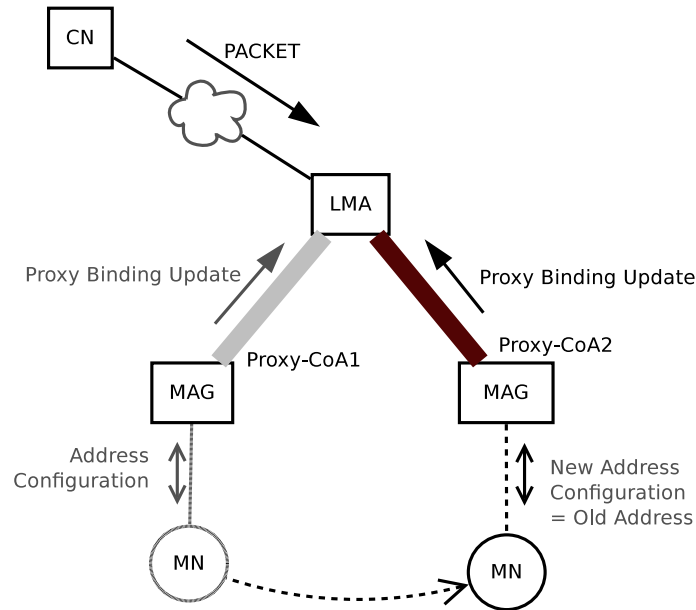 CN
PACKET
LMA
Proxy Binding Update
Proxy Binding Update
Proxy-CoA1
Proxy-CoA2
MAG
MAG
Address
Configuration
New Address
Configuration
= Old Address
MN
MN